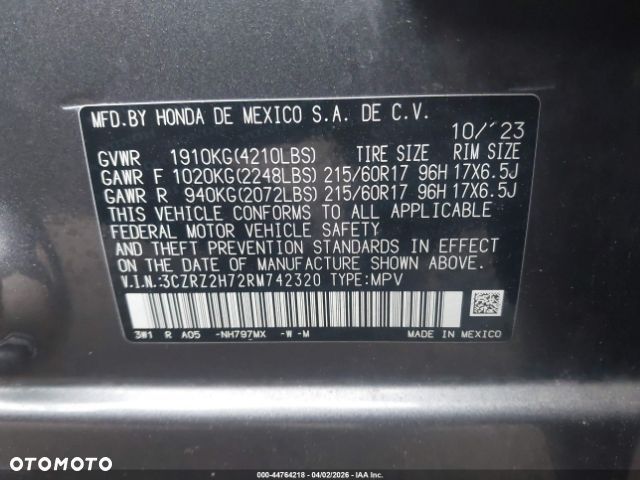 MFD.BY HONDA DE MEXICO S.A. DE C.V.
10/'23
GVWR 1910KG(4210LBS) TIRE SIZE RIM SIZE
GAWR F 1020KG(2248LBS) 215/60R17 96H 17X6.5J
GAWR R 940KG(2072LBS) 215/60R17 96H 17X6.5J
THIS VEHICLE CONFORMS TO ALL APPLICABLE
FEDERAL MOTOR VEHICLE SAFETY
AND THEFT PREVENTION STANDARDS IN EFFECT
ON THE DATE OF MANUFACTURE SHOWN ABOVE.
V.I.N.:3CZRZ2H72RM742320 TYPE:MPV
3W1 R A05 -NH797MX -W -M MADE IN MEXICO
OTOMOTO
000-44764218 | 04/02/2026 | IAA Inc.